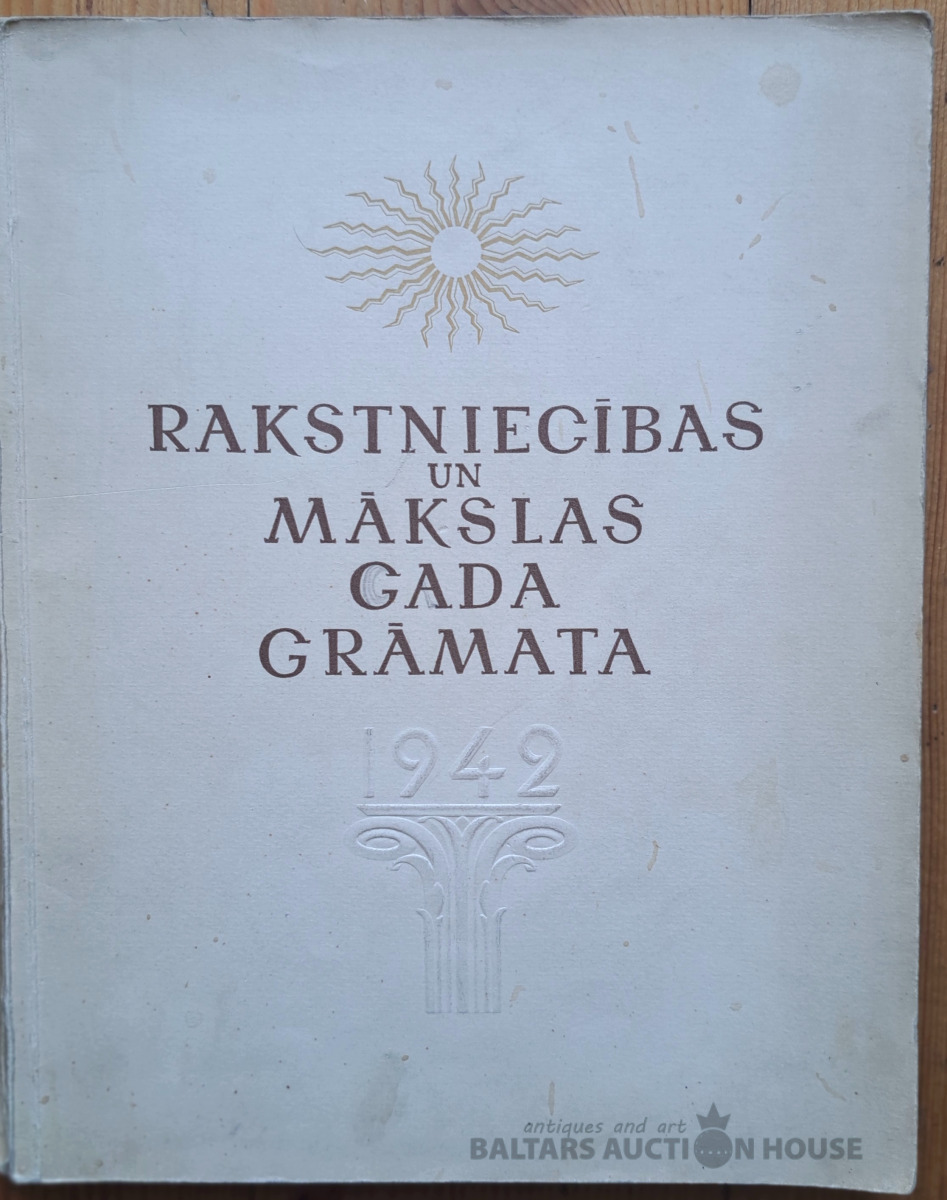 RAKSTNIECĪBAS
UN
MĀKSLAS
GADA
GRĀMATA
1942
antiques and art
BALTARS AUCTION HOUSE